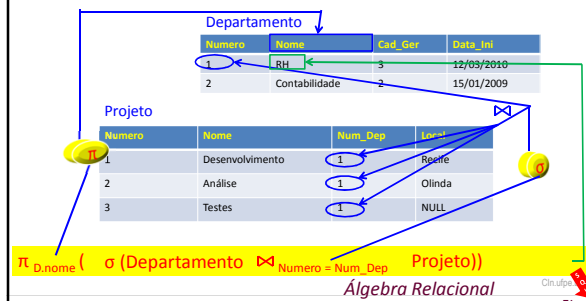 Departamento
Numero Nome Cad_Ger Data_Ini
1 RH 3 12/03/2010
2 Contabilidade 2 15/01/2009
⋈
Projeto
Numero Nome Num_Dep Local
π
1 Desenvolvimento 1 Recife
σ
2 Análise 1 Olinda
3 Testes 1 NULL
π D.nome ( σ (Departamento ⋈ Numero = Num_Dep Projeto))
Álgebra Relacional
CIn.ufpe